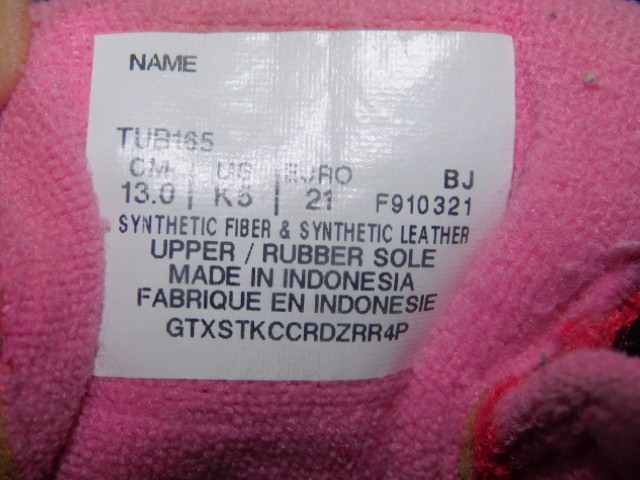 NAME
TUB165
CM US EURO BJ
13.0 | K5 | 21 F910321
SYNTHETIC FIBER & SYNTHETIC LEATHER
UPPER / RUBBER SOLE
MADE IN INDONESIA
FABRIQUE EN INDONESIE
GTXSTKCCRDZRR4P